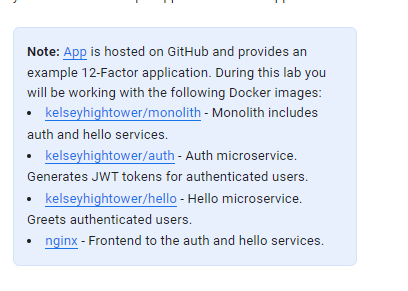 Note: App is hosted on GitHub and provides an
example 12-Factor application. During this lab you
will be working with the following Docker images:
• kelseyhightower/monolith - Monolith includes
auth and hello services.
• kelseyhightower/auth - Auth microservice.
Generates JWT tokens for authenticated users.
• kelseyhightower/hello - Hello microservice.
Greets authenticated users.
• nginx - Frontend to the auth and hello services.